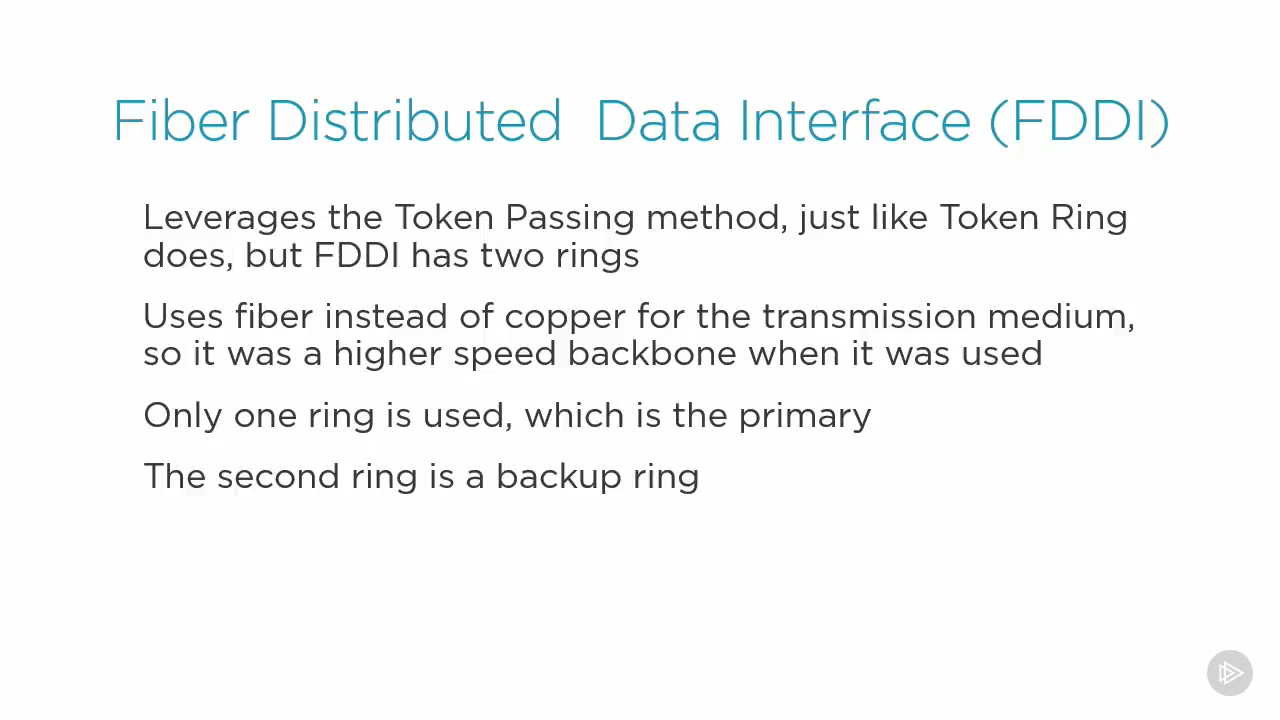 Fiber Distributed  Data Interface (FDDI)
Leverages the Token Passing method, just like Token Ring
does, but FDDI has two rings
Uses fiber instead of copper for the transmission medium,
so it was a higher speed backbone when it was used
Only one ring is used, which is the primary
The second ring is a backup ring